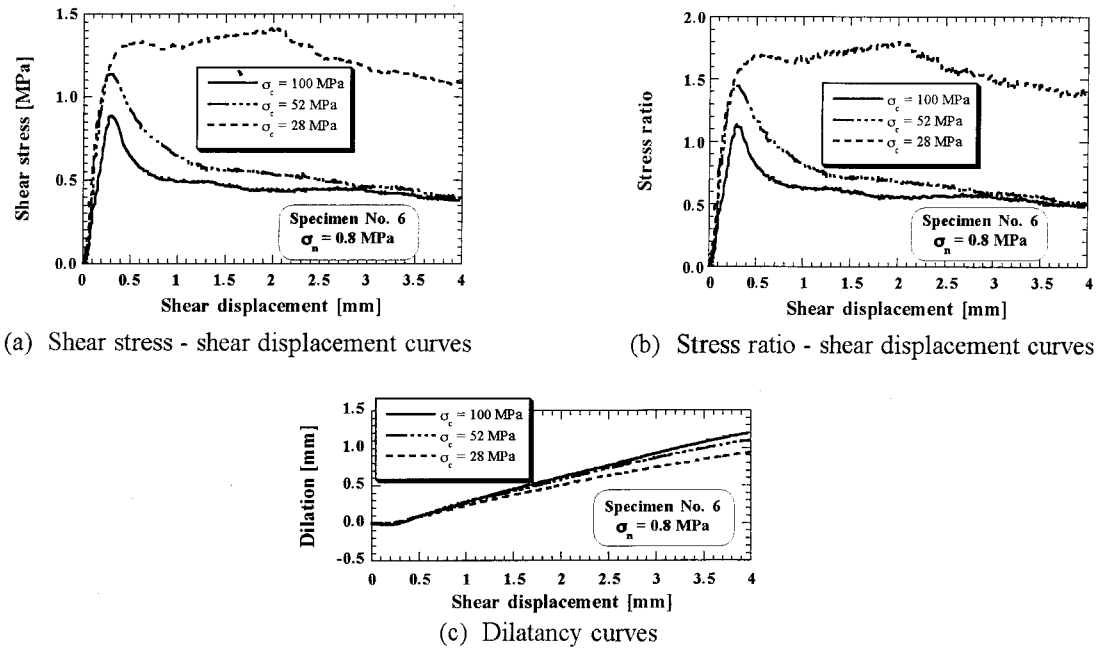 1.5
1.0
0.5
0.0
Shear stress [MPa]
σc = 100 MPa
σc = 52 MPa
σc = 28 MPa
Specimen No. 6
σn = 0.8 MPa
0 0.5 1 1.5 2 2.5 3 3.5 4
Shear displacement [mm]
(a) Shear stress - shear displacement curves
2.0
1.5
1.0
0.5
0.0
Stress ratio
σc = 100 MPa
σc = 52 MPa
σc = 28 MPa
Specimen No. 6
σn = 0.8 MPa
0 0.5 1 1.5 2 2.5 3 3.5 4
Shear displacement [mm]
(b) Stress ratio - shear displacement curves
1.5
1.0
0.5
0.0
-0.5
Dilation [mm]
σc = 100 MPa
σc = 52 MPa
σc = 28 MPa
Specimen No. 6
σn = 0.8 MPa
0 0.5 1 1.5 2 2.5 3 3.5 4
Shear displacement [mm]
(c) Dilatancy curves